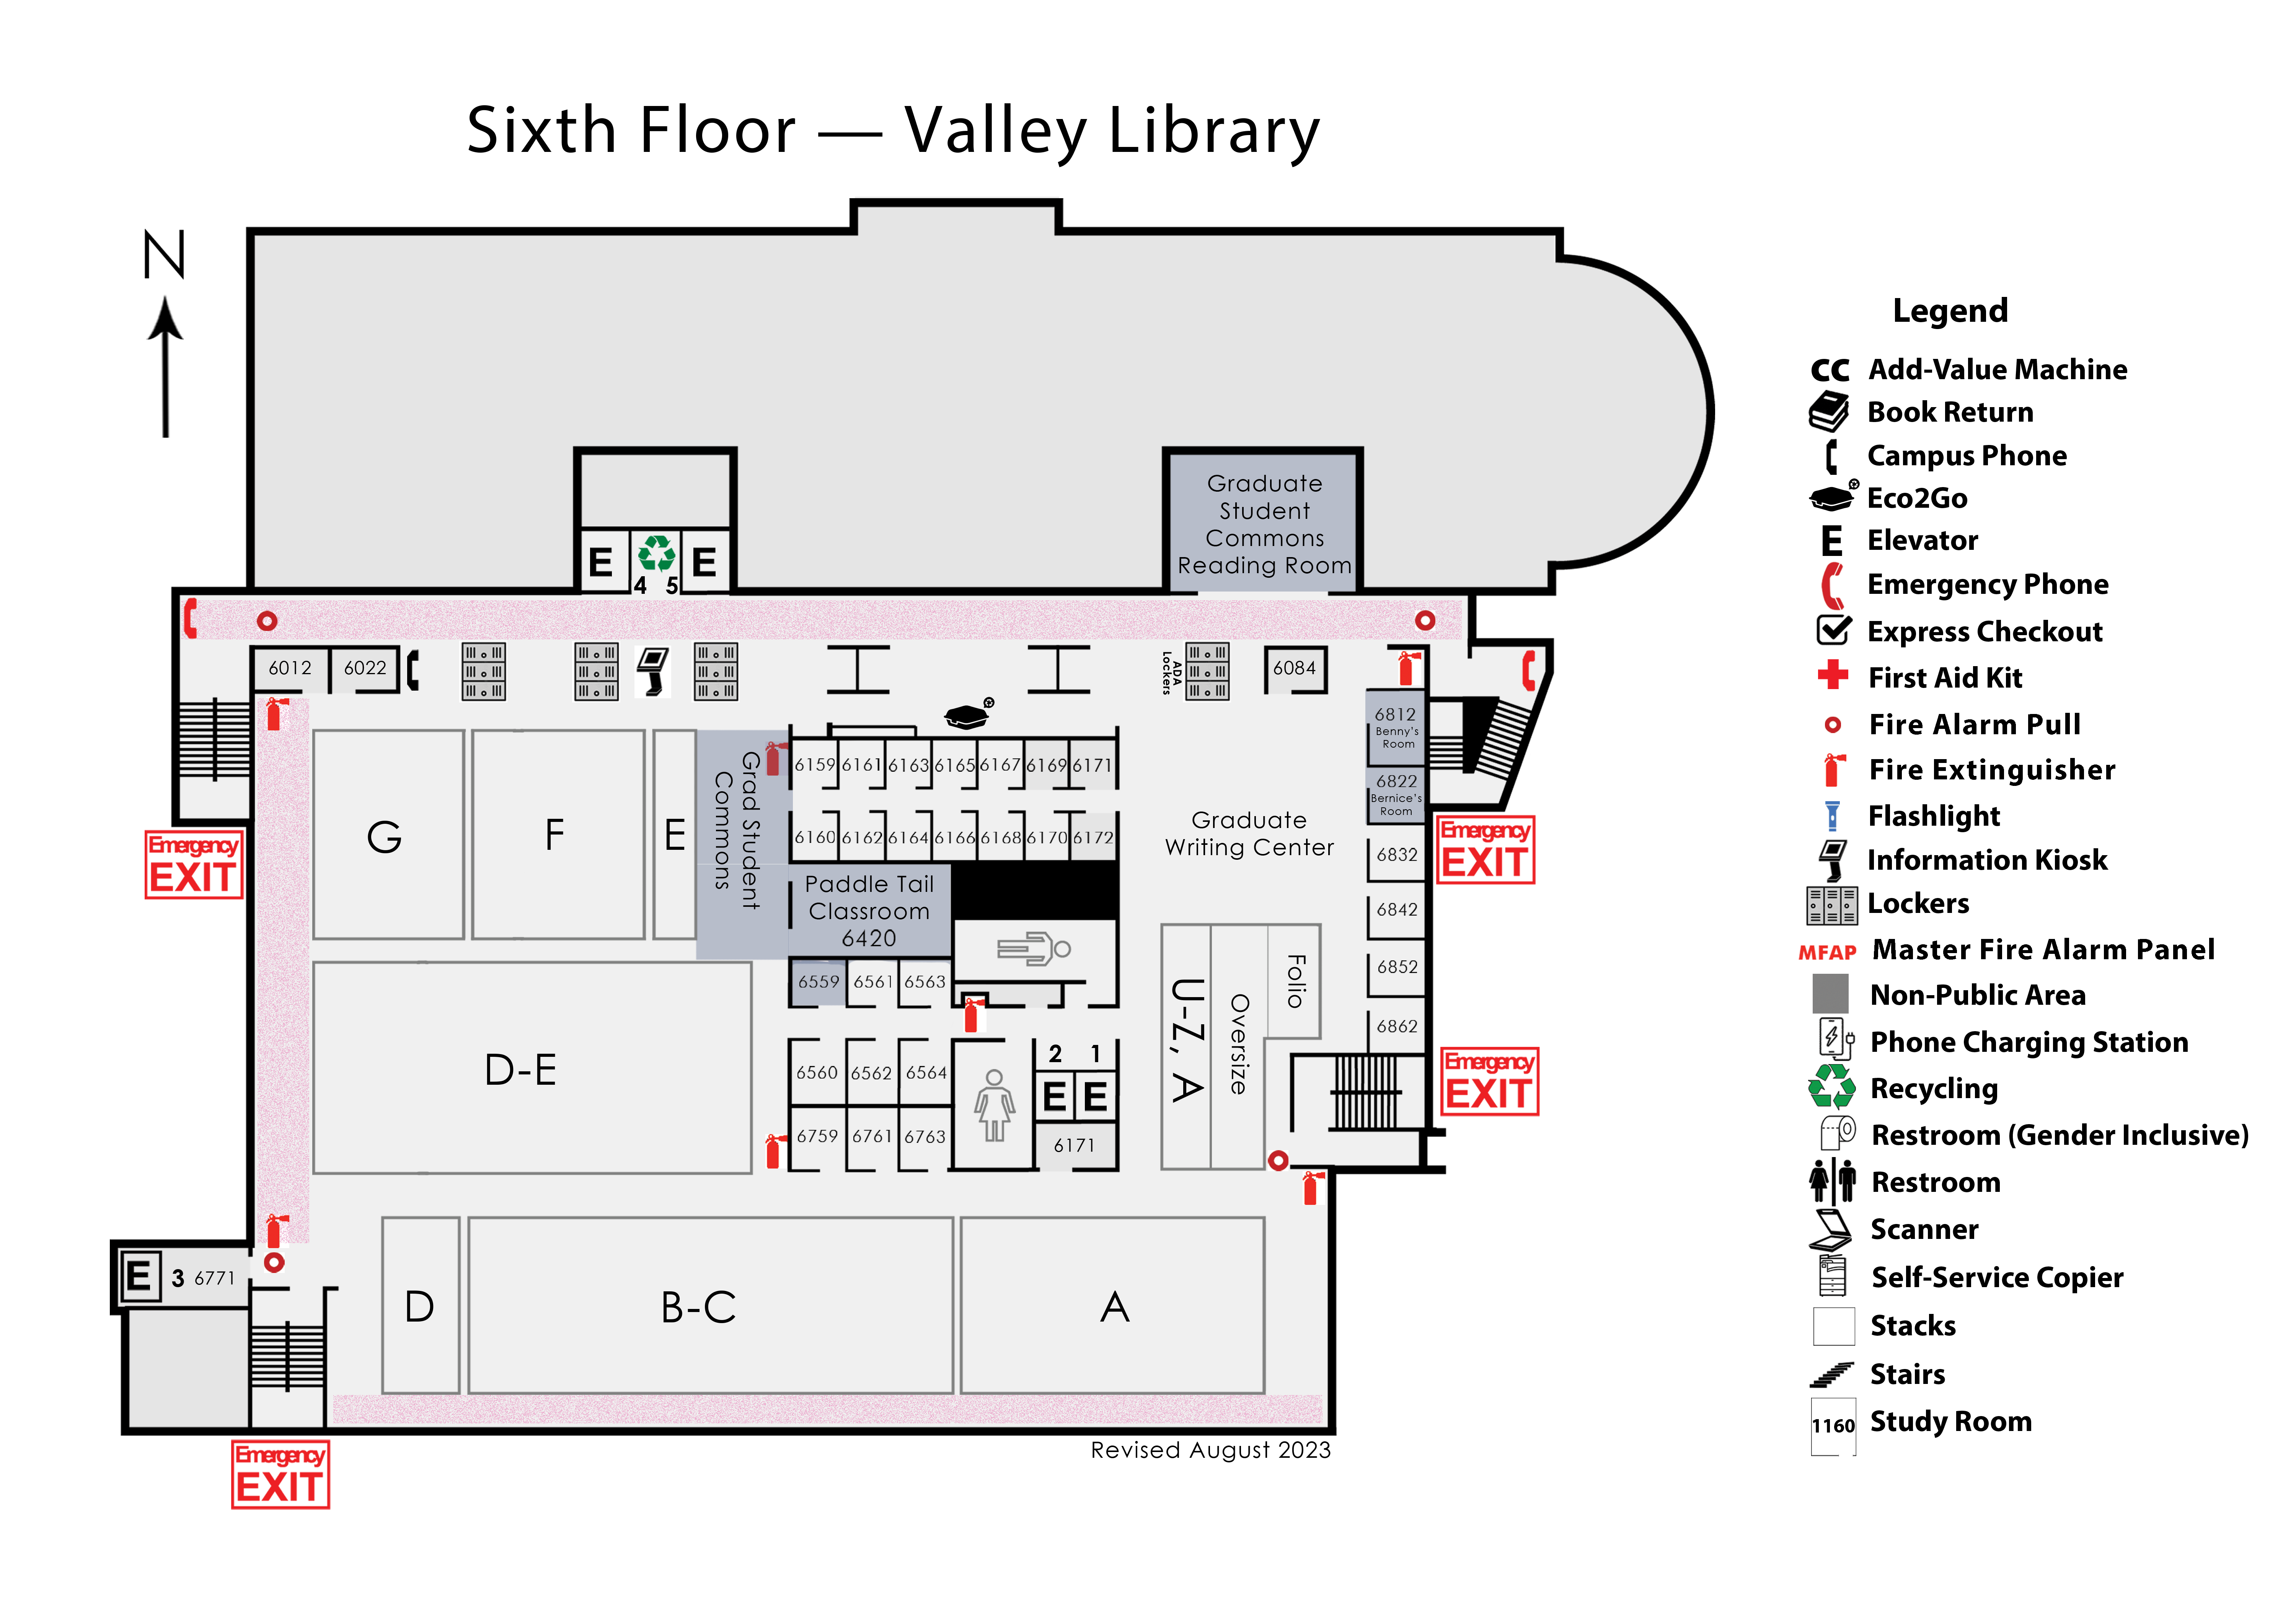 Sixth Floor — Valley Library
N
Graduate
Student
Commons
Reading Room
E
E
4
5
6012
6022
ADA
Lockers
6084
6812
Benny's
Room
6822
Bernice's
Room
6832
6842
6852
6862
Grad Student
Commons
6159
6161
6163
6165
6167
6169
6171
6160
6162
6164
6166
6168
6170
6172
Graduate
Writing Center
G
F
E
Paddle Tail
Classroom
6420
6559
6561
6563
U-Z, A
Oversize
Folio
D-E
6560
6562
6564
2
1
E
E
6759
6761
6763
6171
E
3
6771
D
B-C
A
Emergency
EXIT
Emergency
EXIT
Emergency
EXIT
Emergency
EXIT
Revised August 2023
Legend
CC Add-Value Machine
Book Return
Campus Phone
Eco2Go
E Elevator
Emergency Phone
Express Checkout
First Aid Kit
Fire Alarm Pull
Fire Extinguisher
Flashlight
Information Kiosk
Lockers
MFAP Master Fire Alarm Panel
Non-Public Area
Phone Charging Station
Recycling
Restroom (Gender Inclusive)
Restroom
Scanner
Self-Service Copier
Stacks
Stairs
1160 Study Room